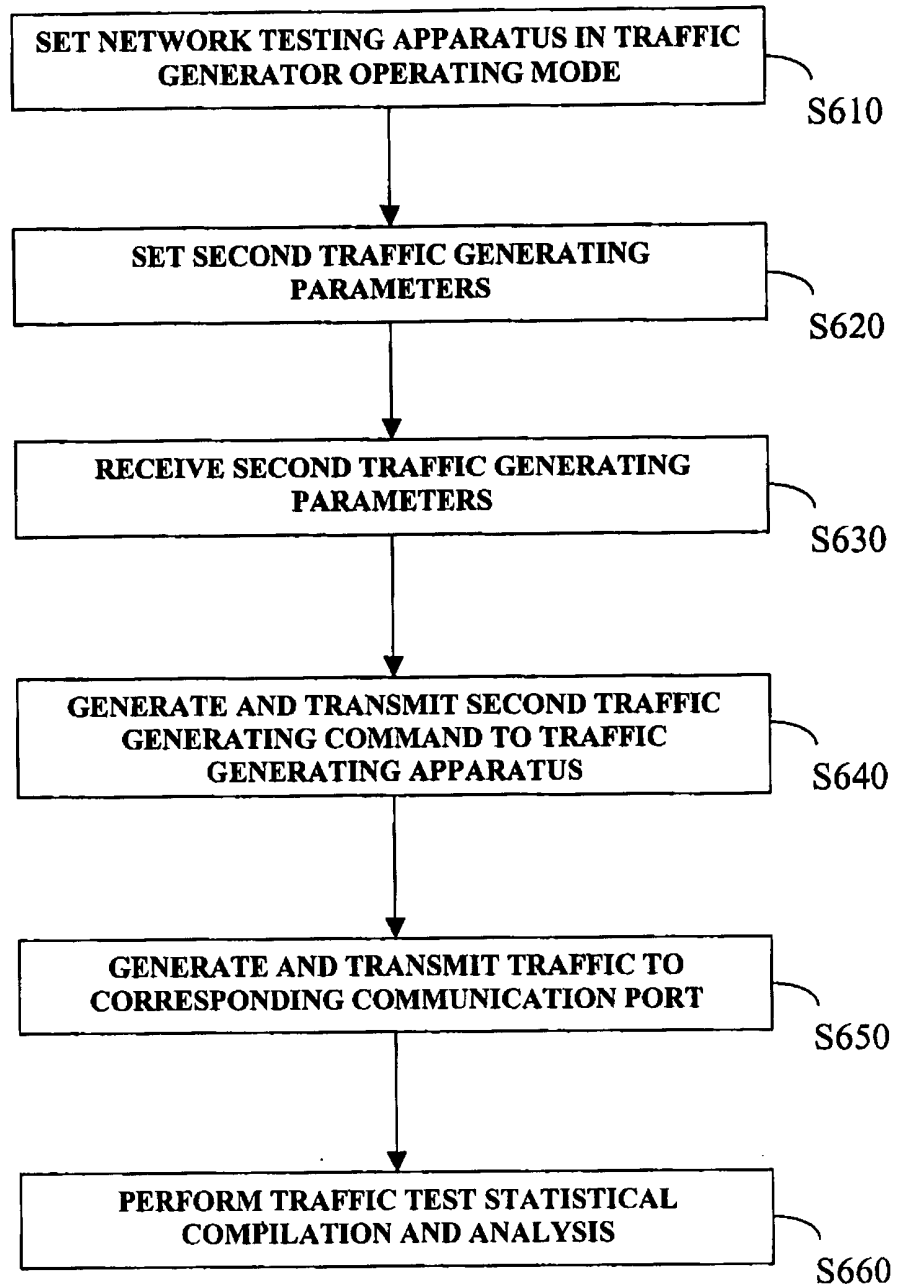 SET NETWORK TESTING APPARATUS IN TRAFFIC
GENERATOR OPERATING MODE
S610
SET SECOND TRAFFIC GENERATING
PARAMETERS
S620
RECEIVE SECOND TRAFFIC GENERATING
PARAMETERS
S630
GENERATE AND TRANSMIT SECOND TRAFFIC
GENERATING COMMAND TO TRAFFIC
GENERATING APPARATUS
S640
GENERATE AND TRANSMIT TRAFFIC TO
CORRESPONDING COMMUNICATION PORT
S650
PERFORM TRAFFIC TEST STATISTICAL
COMPILATION AND ANALYSIS
S660